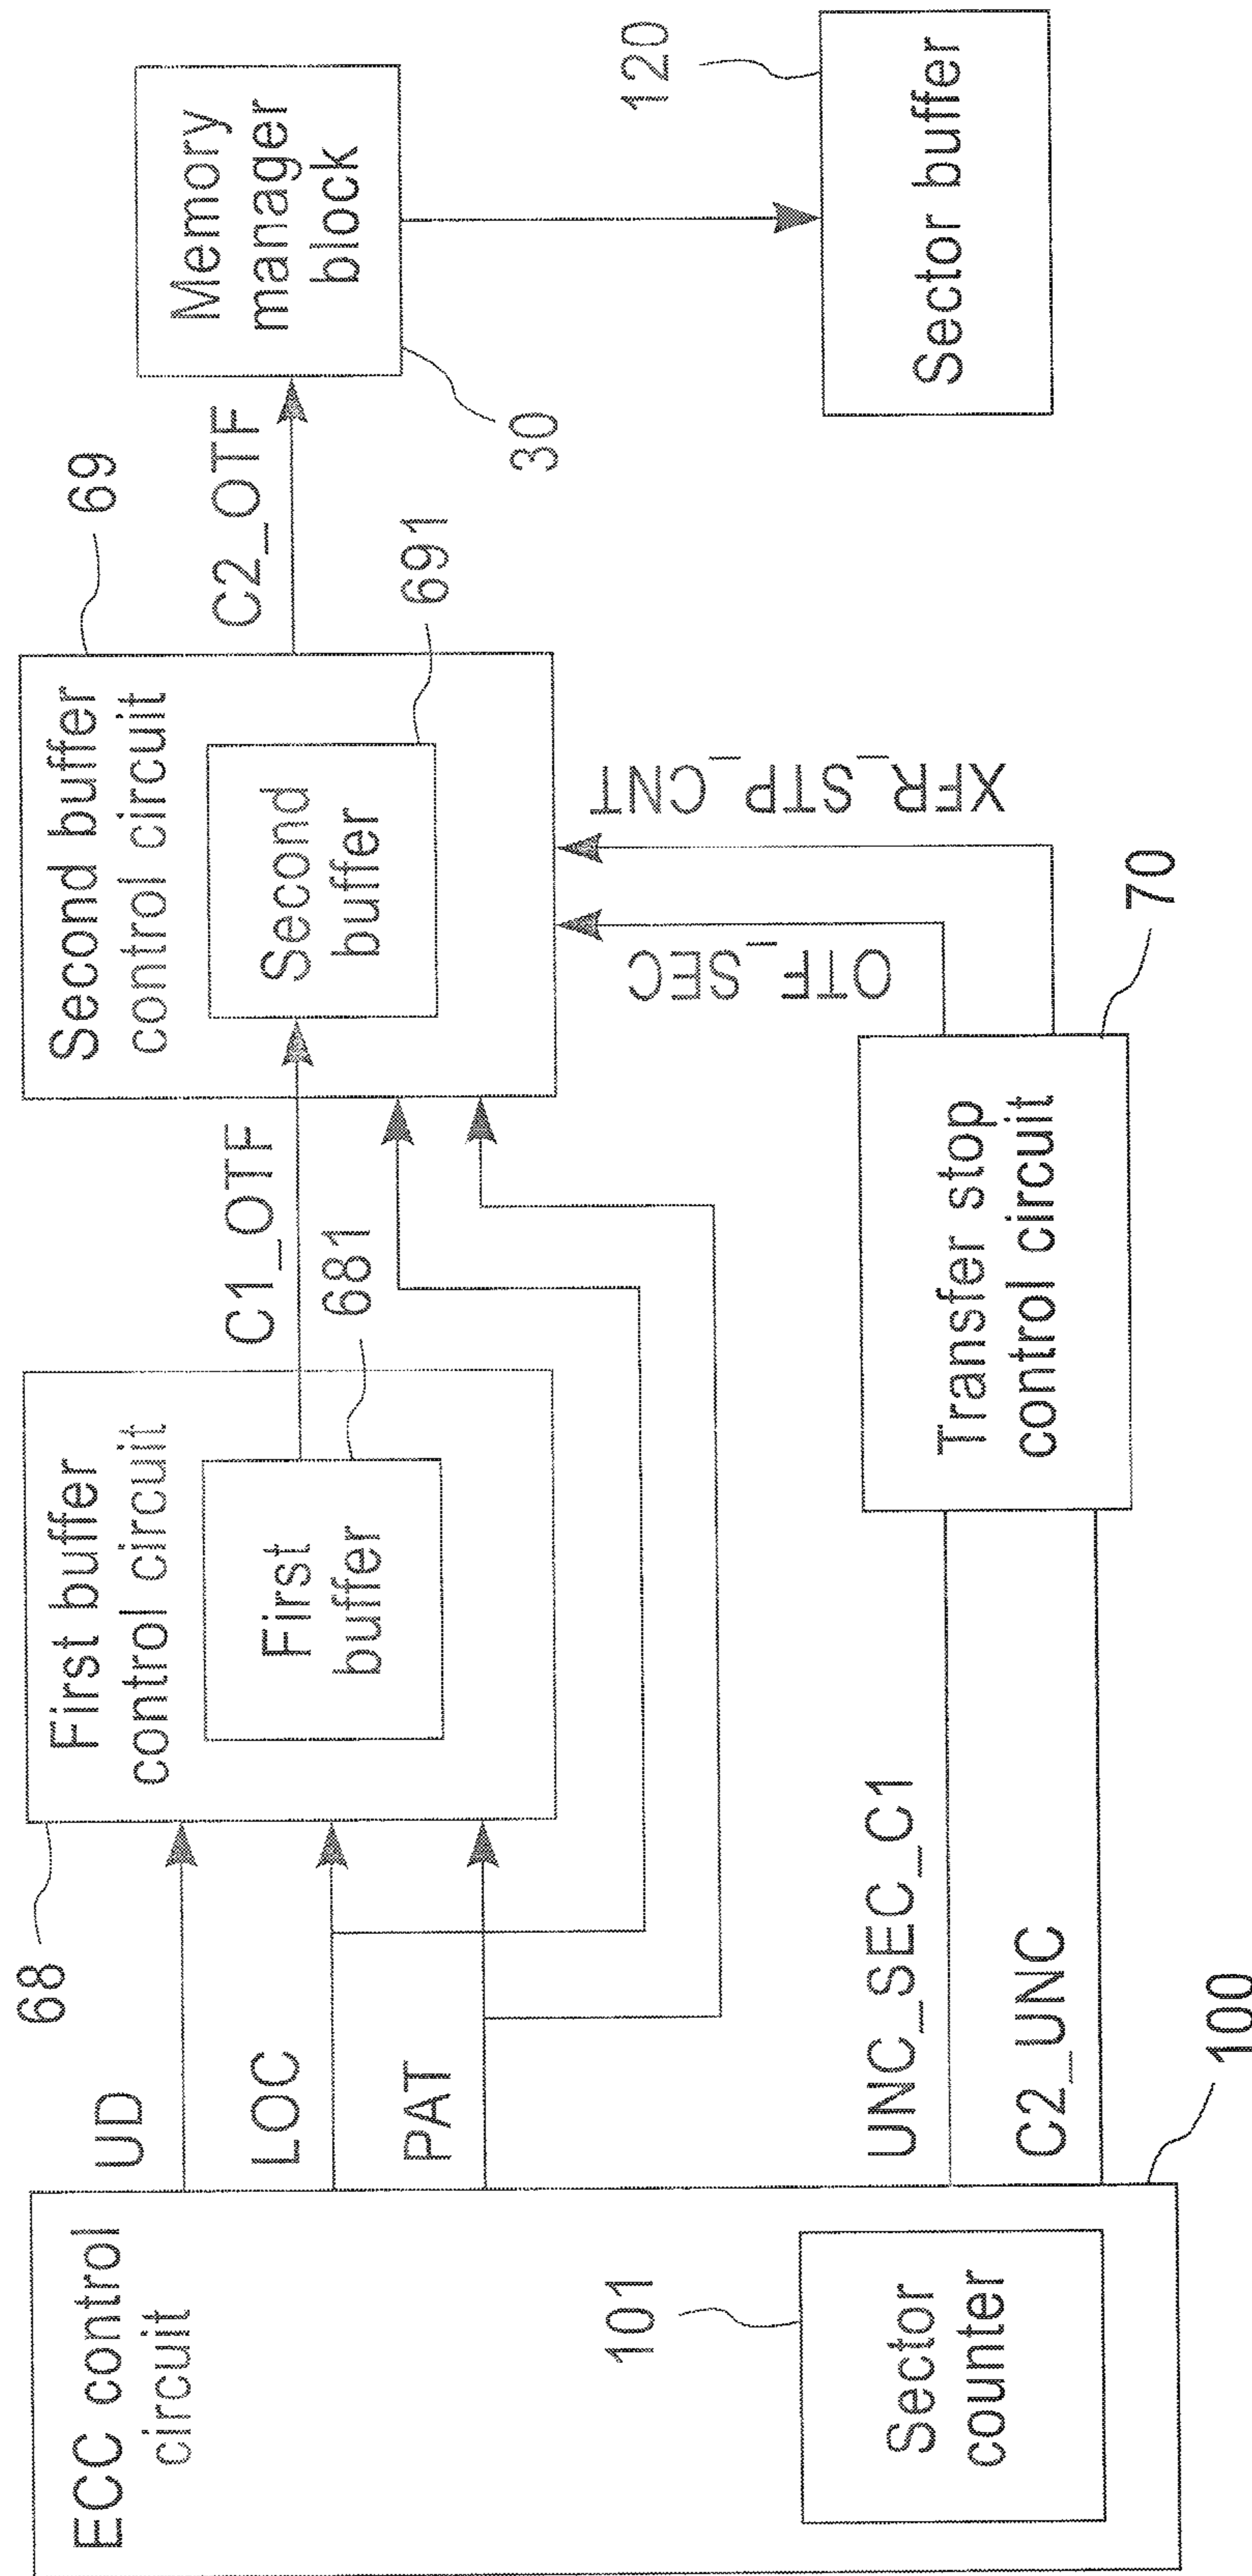 ECC control
circuit
Sector
counter
101
100
UD
LOC
PAT
UNC_SEC_C1
C2_UNC
68
First buffer
control circuit
First
buffer
681
C1_OTF
Transfer stop
control circuit
70
OTF_SEC
XFR_STP_CNT
Second buffer
control circuit
Second
buffer
69
691
C2_OTF
Memory
manager
block
30
120
Sector buffer